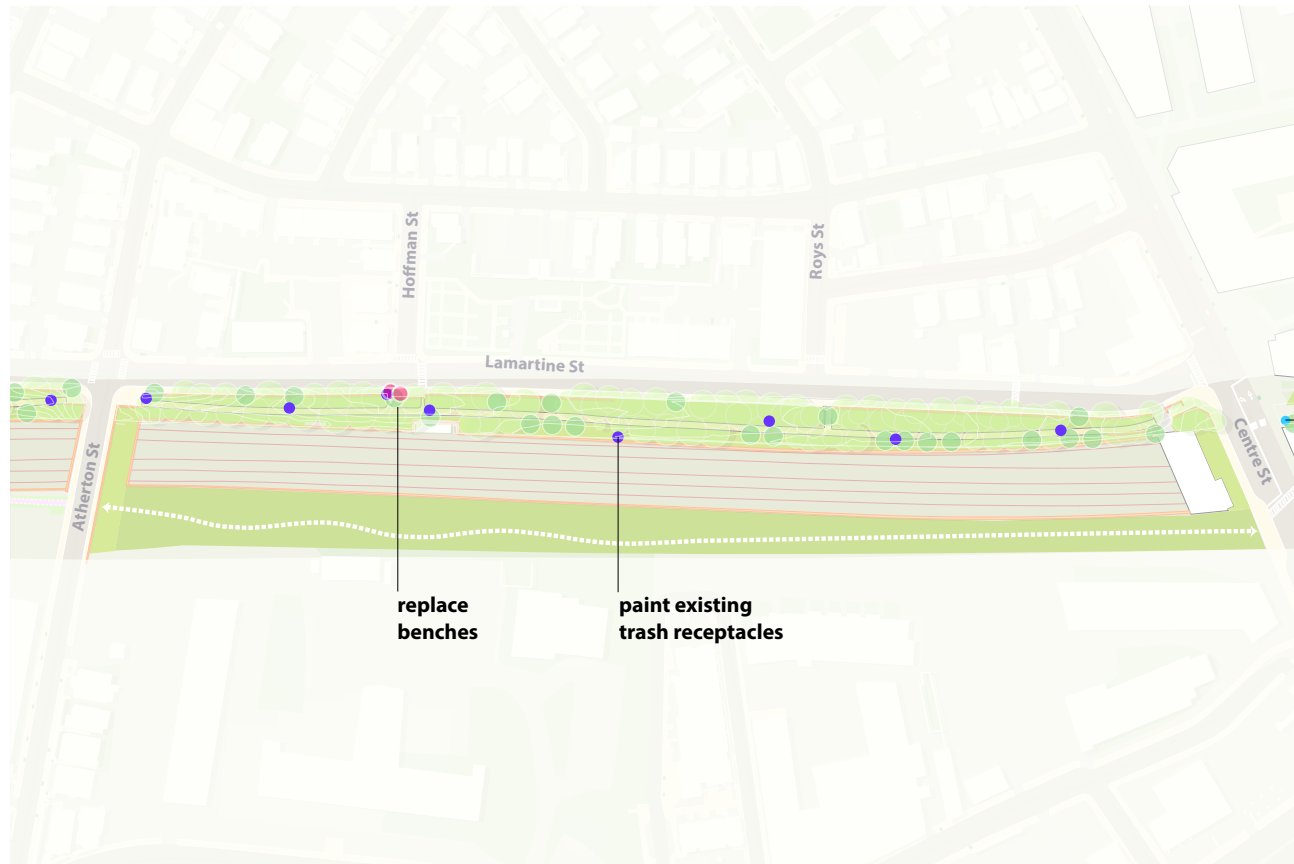 Hoffman St
Roys St
Lamartine St
Atherton St
Centre St
replace
benches
paint existing
trash receptacles